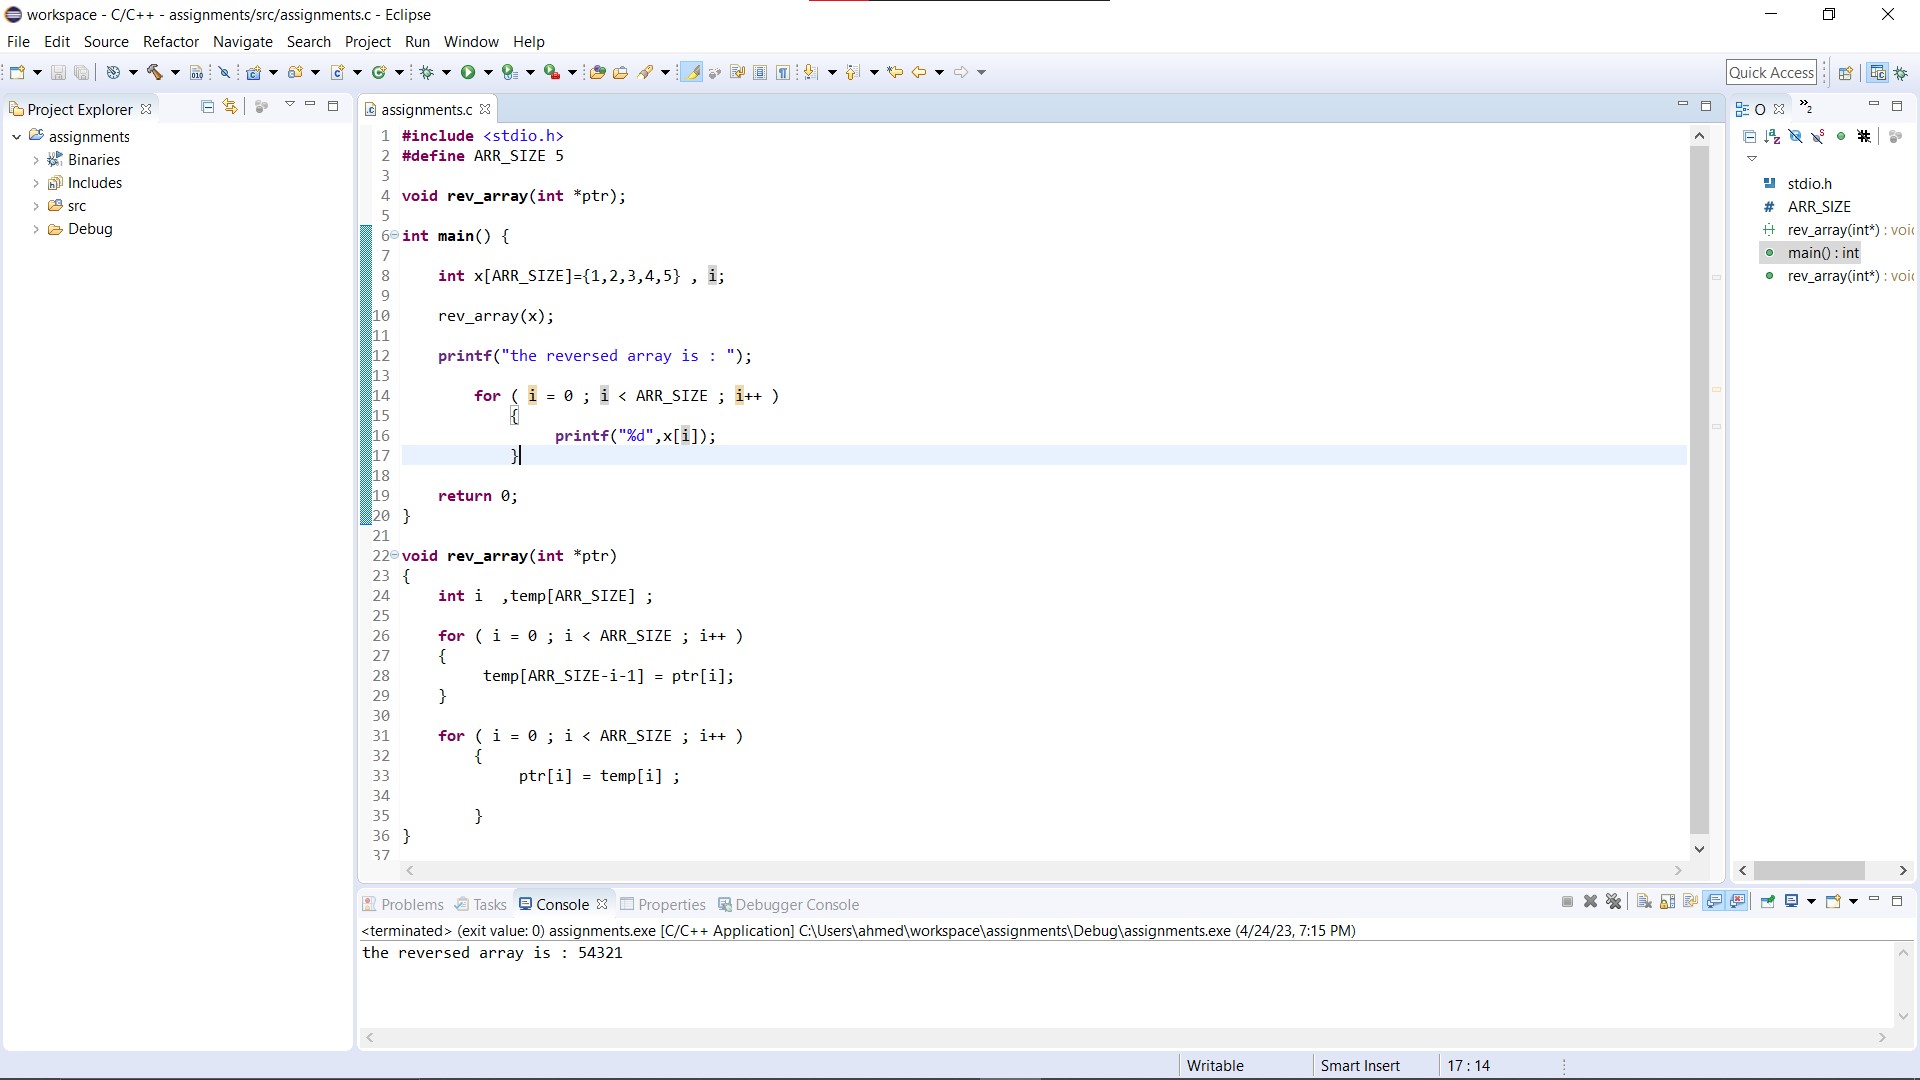 workspace - C/C++ - assignments/src/assignments.c - Eclipse
File Edit Source Refactor Navigate Search Project Run Window Help
Quick Access
Project Explorer
assignments
Binaries
Includes
src
Debug
assignments.c
1 #include <stdio.h>
2 #define ARR_SIZE 5
3
4 void rev_array(int *ptr);
5
6 int main() {
7
8 int x[ARR_SIZE]={1,2,3,4,5} , i;
9
10 rev_array(x);
11
12 printf("the reversed array is : ");
13
14 for ( i = 0 ; i < ARR_SIZE ; i++ )
15 {
16 printf("%d",x[i]);
17 }
18
19 return 0;
20 }
21
22 void rev_array(int *ptr)
23 {
24 int i  ,temp[ARR_SIZE] ;
25
26 for ( i = 0 ; i < ARR_SIZE ; i++ )
27 {
28 temp[ARR_SIZE-i-1] = ptr[i];
29 }
30
31 for ( i = 0 ; i < ARR_SIZE ; i++ )
32 {
33 ptr[i] = temp[i] ;
34
35 }
36 }
37
O
2
stdio.h
# ARR_SIZE
rev_array(int*) : voi
main() : int
rev_array(int*) : voi
Problems Tasks Console Properties Debugger Console
<terminated> (exit value: 0) assignments.exe [C/C++ Application] C:\Users\ahmed\workspace\assignments\Debug\assignments.exe (4/24/23, 7:15 PM)
the reversed array is : 54321
Writable Smart Insert 17 : 14